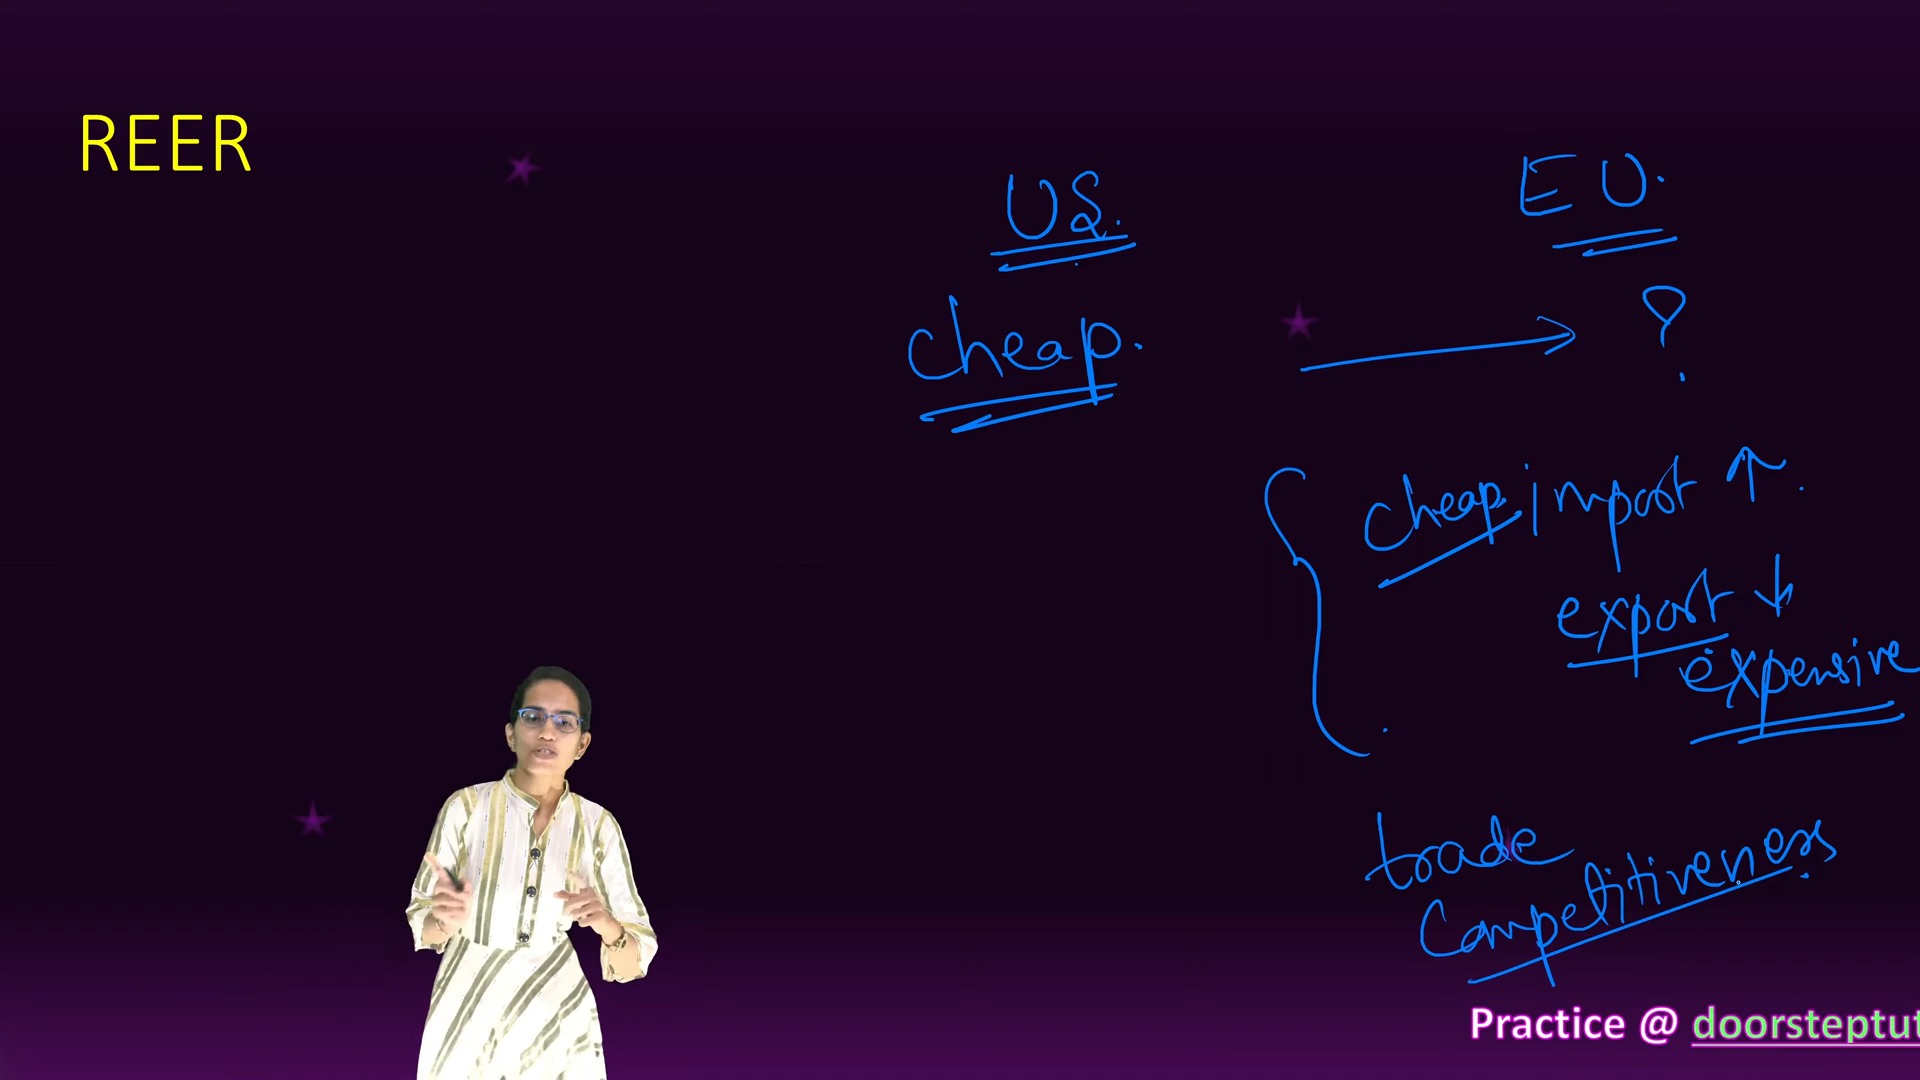 REER
US. EU.
cheap. → ?
cheap import ↑.
export ↓
expensive
trade
Competitiveness
Practice @ doorsteptut